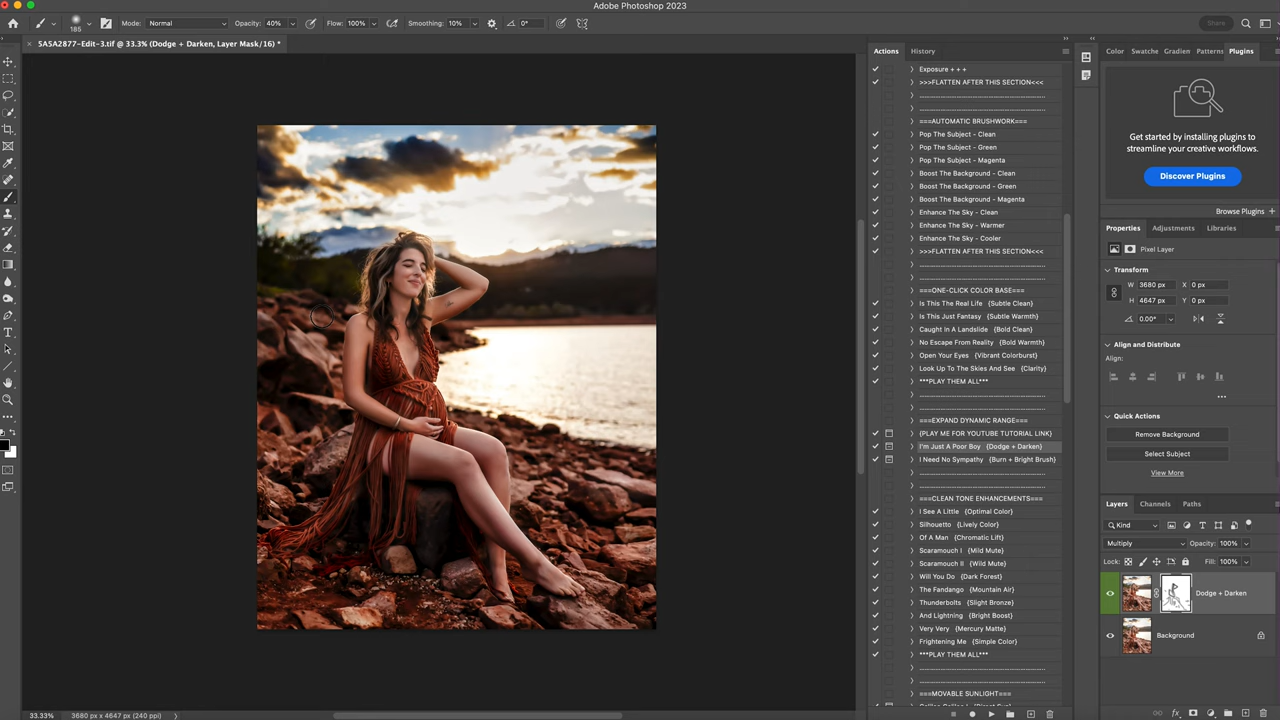 Adobe Photoshop 2023
185
Mode: Normal
Opacity: 40%
Flow: 100%
Smoothing: 10%
0°
Share
5A5A2877-Edit-3.tif @ 33.3% (Dodge + Darken, Layer Mask/16) *
Actions
History
Exposure + + +
>>>FLATTEN AFTER THIS SECTION<<<
===AUTOMATIC BRUSHWORK===
Pop The Subject - Clean
Pop The Subject - Green
Pop The Subject - Magenta
Boost The Background - Clean
Boost The Background - Green
Boost The Background - Magenta
Enhance The Sky - Clean
Enhance The Sky - Warmer
Enhance The Sky - Cooler
>>>FLATTEN AFTER THIS SECTION<<<
===ONE-CLICK COLOR BASE===
Is This The Real Life {Subtle Clean}
Is This Just Fantasy {Subtle Warmth}
Caught In A Landslide {Bold Clean}
No Escape From Reality {Bold Warmth}
Open Your Eyes {Vibrant Colorburst}
Look Up To The Skies And See {Clarity}
***PLAY THEM ALL***
===EXPAND DYNAMIC RANGE===
{PLAY ME FOR YOUTUBE TUTORIAL LINK}
I'm Just A Poor Boy {Dodge + Darken}
I Need No Sympathy {Burn + Bright Brush}
===CLEAN TONE ENHANCEMENTS===
I See A Little {Optimal Color}
Silhouetto {Lively Color}
Of A Man {Chromatic Lift}
Scaramouch I {Mild Mute}
Scaramouch II {Wild Mute}
Will You Do {Dark Forest}
The Fandango {Mountain Air}
Thunderbolts {Slight Bronze}
And Lightning {Bright Boost}
Very Very {Mercury Matte}
Frightening Me {Simple Color}
***PLAY THEM ALL***
===MOVABLE SUNLIGHT===
Color
Swatche
Gradien
Patterns
Plugins
Get started by installing plugins to
streamline your creative workflows.
Discover Plugins
Browse Plugins +
Properties
Adjustments
Libraries
Pixel Layer
Transform
W 3680 px
X 0 px
H 4647 px
Y 0 px
0.00°
Align and Distribute
Align:
Quick Actions
Remove Background
Select Subject
View More
Layers
Channels
Paths
Kind
Multiply
Opacity: 100%
Lock:
Fill: 100%
Dodge + Darken
Background
fx
33.33%
3680 px x 4647 px (240 ppi)